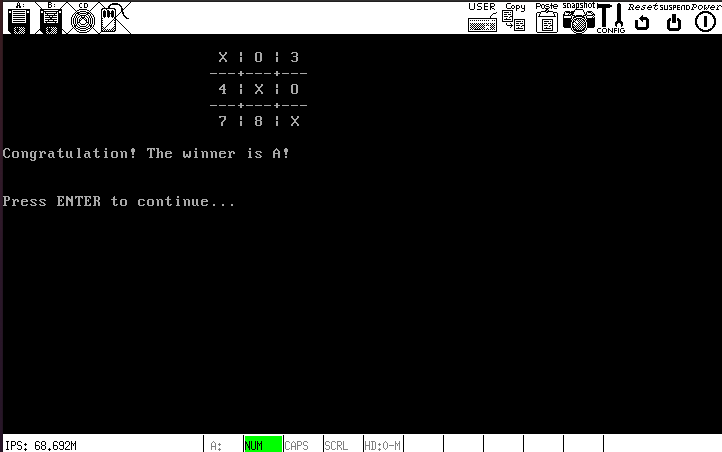 A: B: CD USER Copy Paste snapshot CONFIG Reset SUSPEND Power
X | O | 3
---+---+---
4 | X | O
---+---+---
7 | 8 | X
Congratulation! The winner is A!
Press ENTER to continue...
IPS: 68.692M A: NUM CAPS SCRL HD:0-M